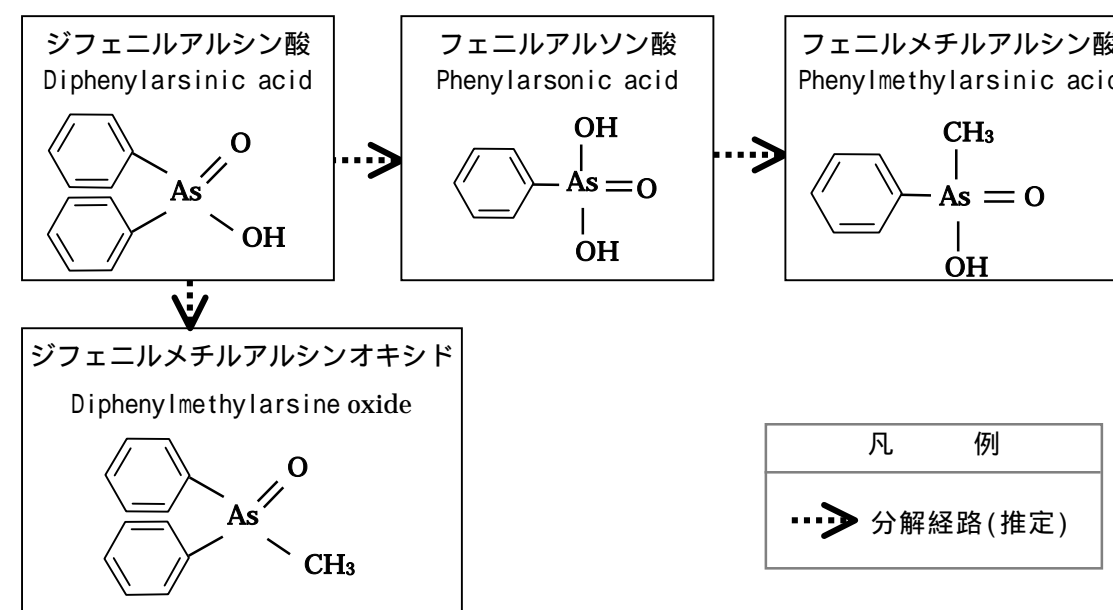 ジフェニルアルシン酸
Diphenylarsinic acid
O
As
OH
フェニルアルソン酸
Phenylarsonic acid
OH
As
O
OH
フェニルメチルアルシン酸
Phenylmethylarsinic acid
CH₃
As
O
OH
ジフェニルメチルアルシンオキシド
Diphenylmethylarsine oxide
O
As
CH₃
凡 例
分解経路(推定)